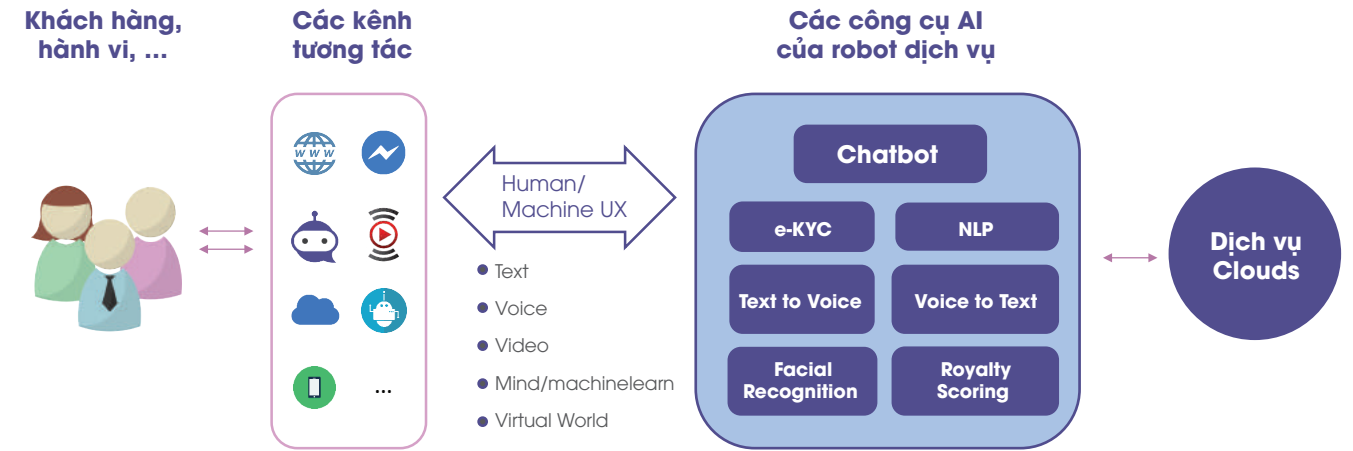 Khách hàng,
hành vi, ...
Các kênh
tương tác
Các công cụ AI
của robot dịch vụ
W W W
...
Human/
Machine UX
Text
Voice
Video
Mind/machinelearn
Virtual World
Chatbot
e-KYC
NLP
Text to Voice
Voice to Text
Facial
Recognition
Royalty
Scoring
Dịch vụ
Clouds